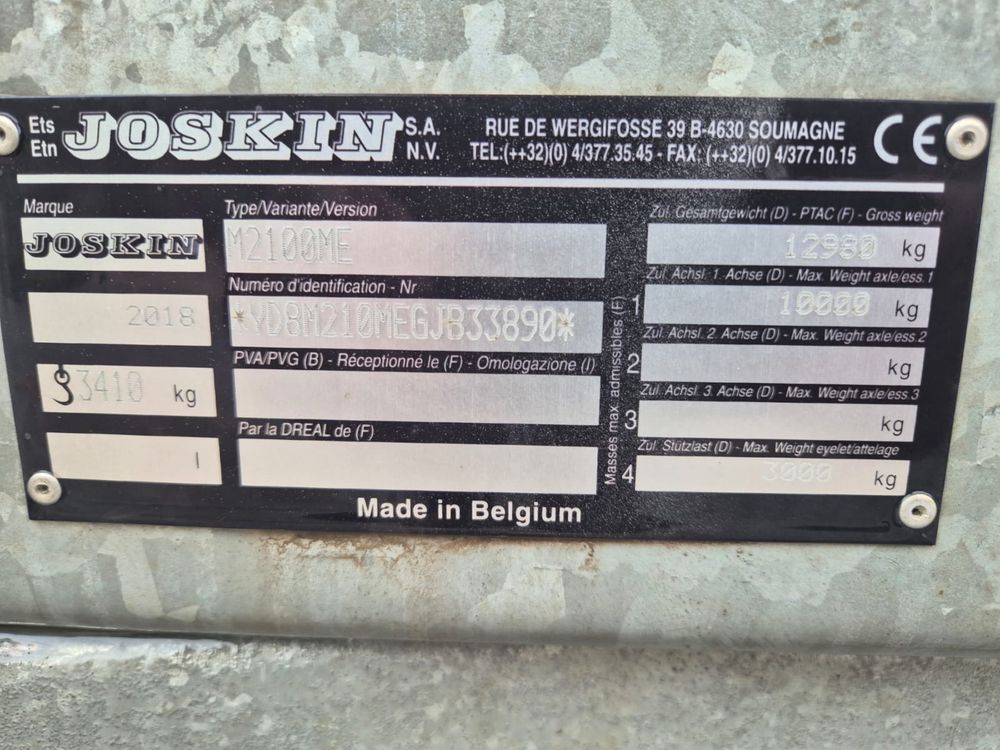 Ets JOSKIN S.A.
Etn N.V.
RUE DE WERGIFOSSE 39 B-4630 SOUMAGNE
TEL:(++32)(0) 4/377.35.45 - FAX: (++32)(0) 4/377.10.15
CE
Marque
JOSKIN
2018
3410 kg
l
Type/Variante/Version
M2100ME
Numéro d'identification - Nr
*YD8M210MEGJB33890*
PVA/PVG (B) - Réceptionné le (F) - Omologazione (I)
Par la DREAL de (F)
Masses max. admissibles (F)
Zul. Gesamtgewicht (D) - PTAC (F) - Gross weight
12980 kg
Zul. Achsl. 1. Achse (D) - Max. Weight axle/ess.1
1 10000 kg
Zul. Achsl. 2. Achse (D) - Max. Weight axle/ess.2
2 kg
Zul. Achsl. 3. Achse (D) - Max. Weight axle/ess 3
3 kg
Zul. Stützlast (D) - Max. Weight eyelet/attelage
4 3000 kg
Made in Belgium